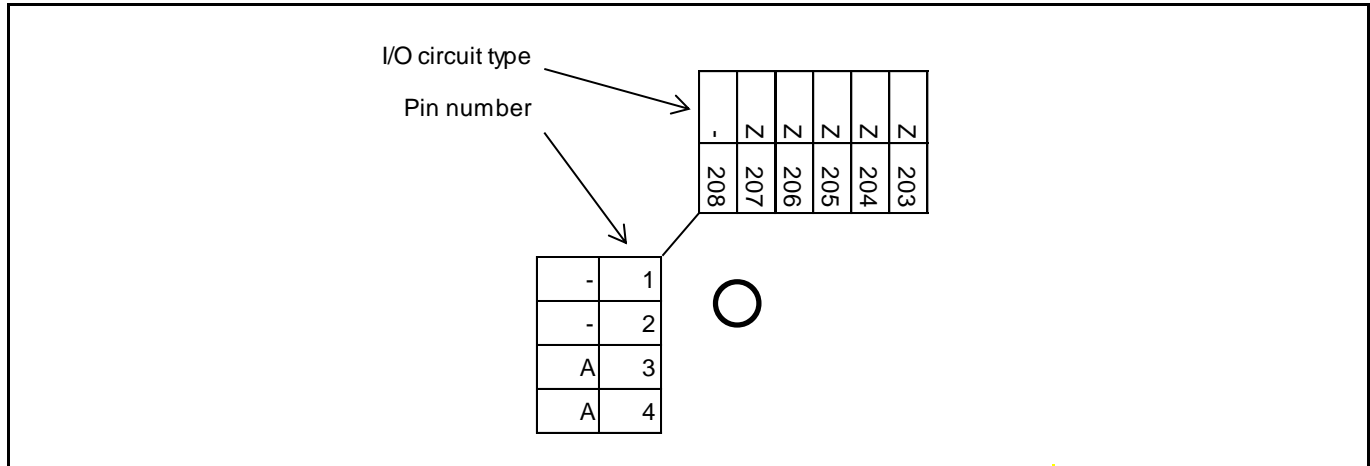 I/O circuit type
Pin number
- Z Z Z Z Z
208 207 206 205 204 203
- 1
- 2
A 3
A 4